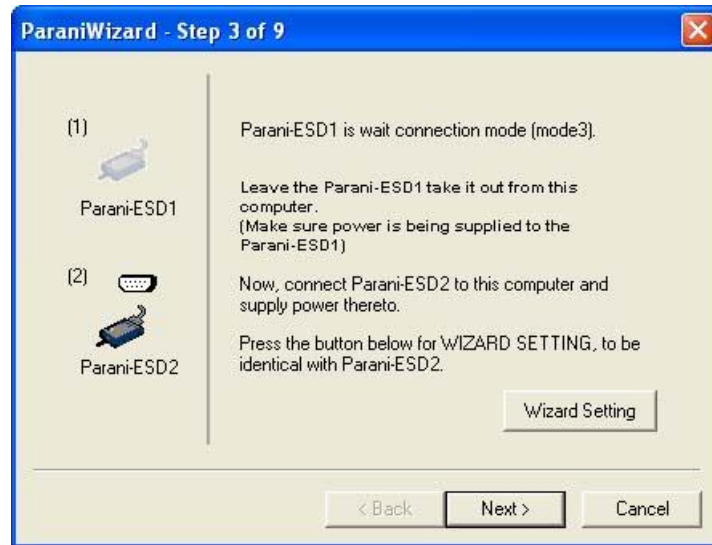 ParaniWizard - Step 3 of 9
(1)
Parani-ESD1
(2)
Parani-ESD2
Parani-ESD1 is wait connection mode (mode3).
Leave the Parani-ESD1 take it out from this
computer.
(Make sure power is being supplied to the
Parani-ESD1)
Now, connect Parani-ESD2 to this computer and
supply power thereto.
Press the button below for WIZARD SETTING, to be
identical with Parani-ESD2.
Wizard Setting
< Back
Next >
Cancel